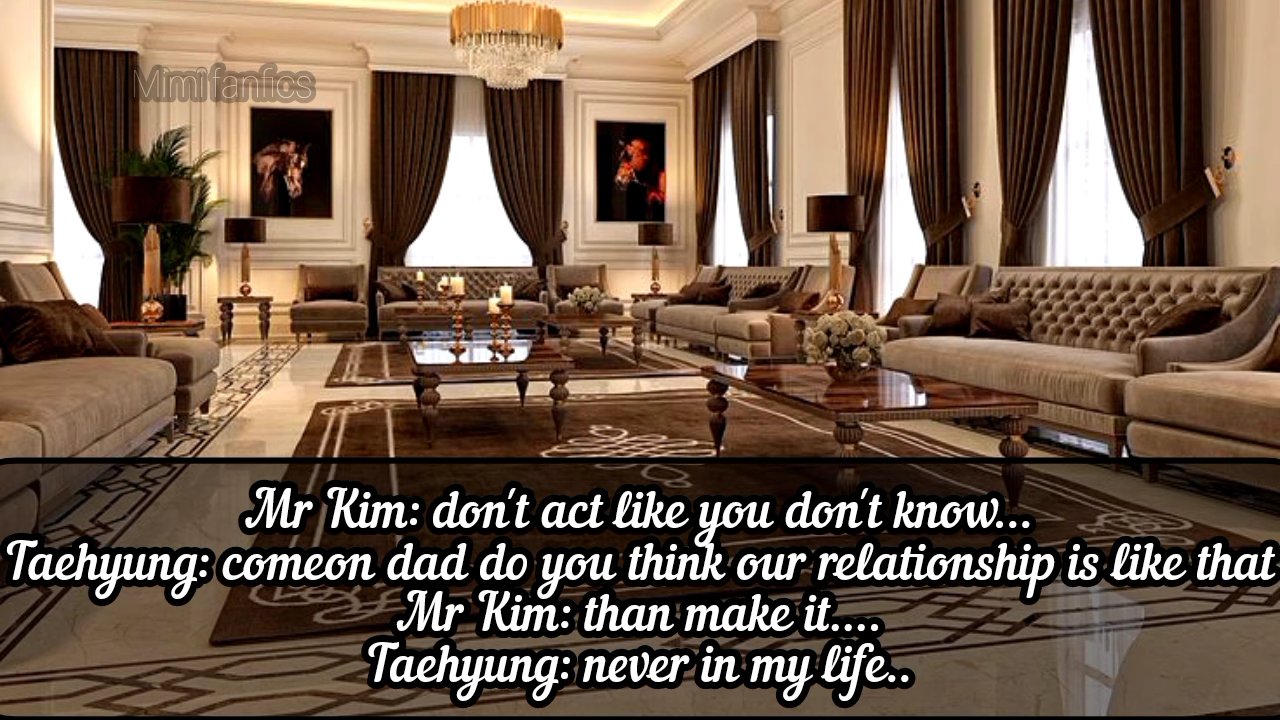 Mimi fanfics
Mr Kim: don't act like you don't know...
Taehyung: comeon dad do you think our relationship is like that
Mr Kim: than make it....
Taehyung: never in my life..